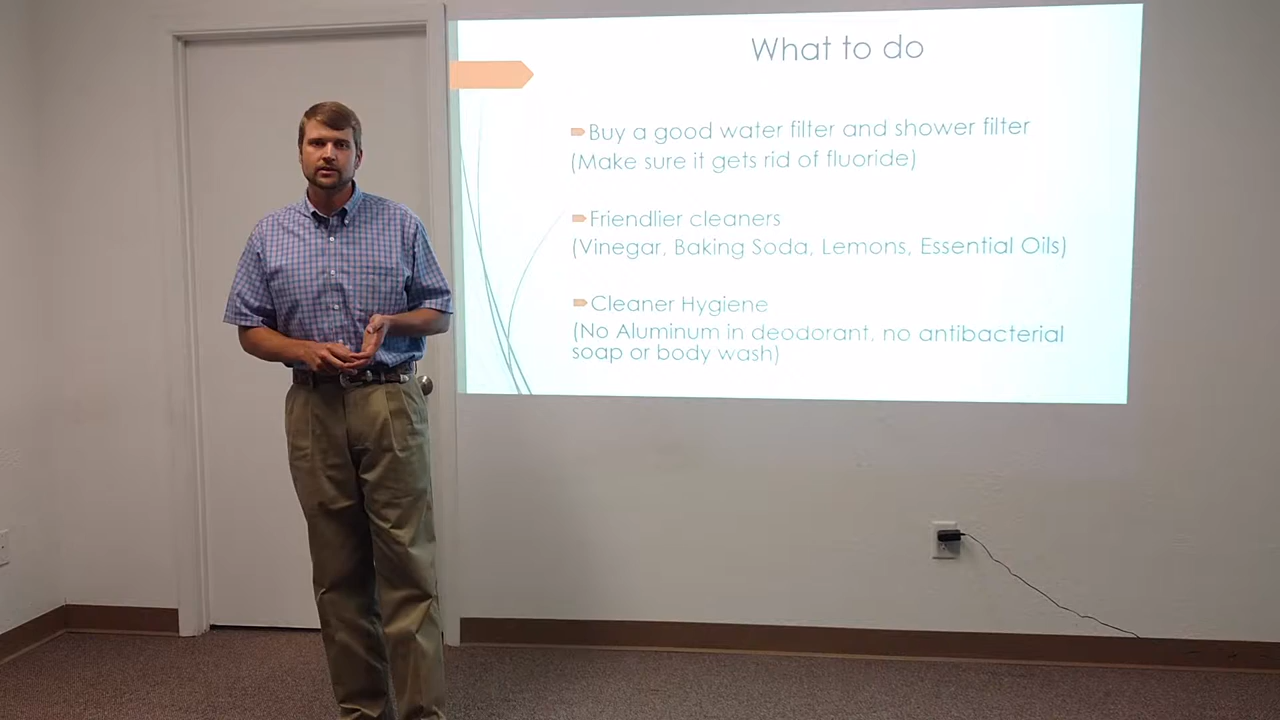 What to do
Buy a good water filter and shower filter
(Make sure it gets rid of fluoride)
Friendlier cleaners
(Vinegar, Baking Soda, Lemons, Essential Oils)
Cleaner Hygiene
(No Aluminum in deodorant, no antibacterial
soap or body wash)